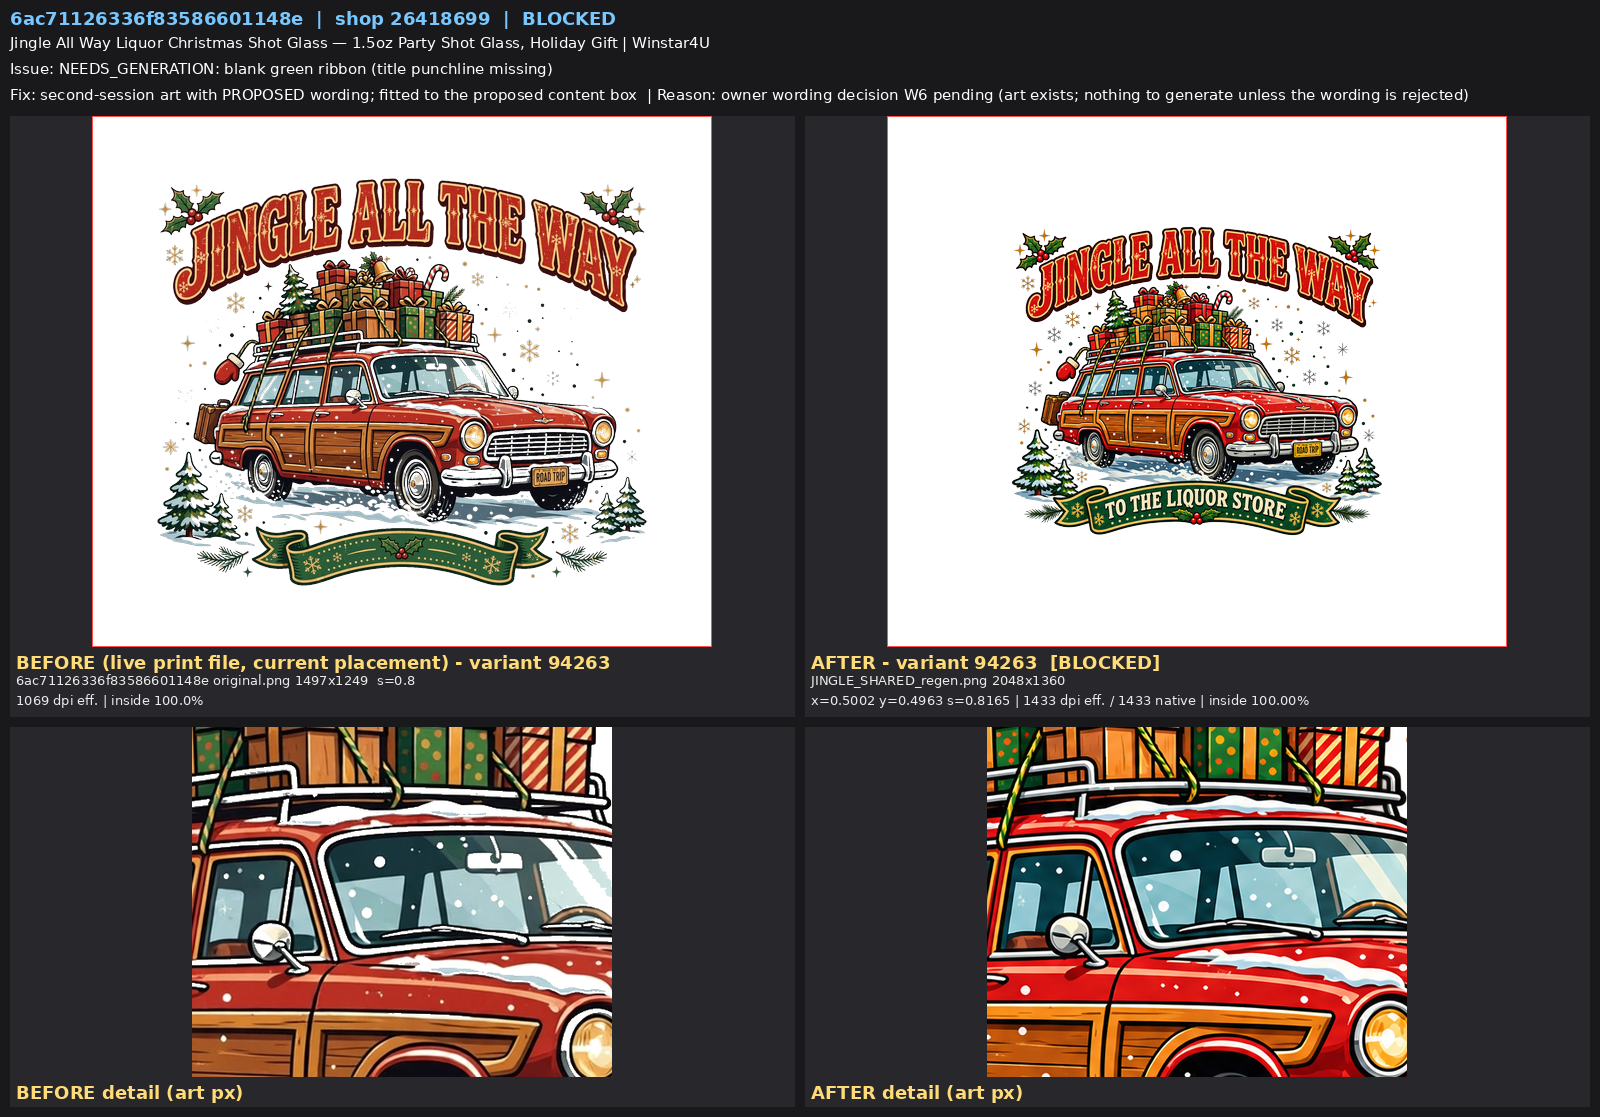 6ac71126336f83586601148e | shop 26418699 | BLOCKED
Jingle All Way Liquor Christmas Shot Glass — 1.5oz Party Shot Glass, Holiday Gift | Winstar4U
Issue: NEEDS_GENERATION: blank green ribbon (title punchline missing)
Fix: second-session art with PROPOSED wording; fitted to the proposed content box | Reason: owner wording decision W6 pending (art exists; nothing to generate unless the wording is rejected)
JINGLE ALL THE WAY
ROAD TRIP
BEFORE (live print file, current placement) - variant 94263
6ac71126336f83586601148e original.png 1497x1249 s=0.8
1069 dpi eff. | inside 100.0%
JINGLE ALL THE WAY
ROAD TRIP
TO THE LIQUOR STORE
AFTER - variant 94263 [BLOCKED]
JINGLE_SHARED_regen.png 2048x1360
x=0.5002 y=0.4963 s=0.8165 | 1433 dpi eff. / 1433 native | inside 100.00%
BEFORE detail (art px)
AFTER detail (art px)